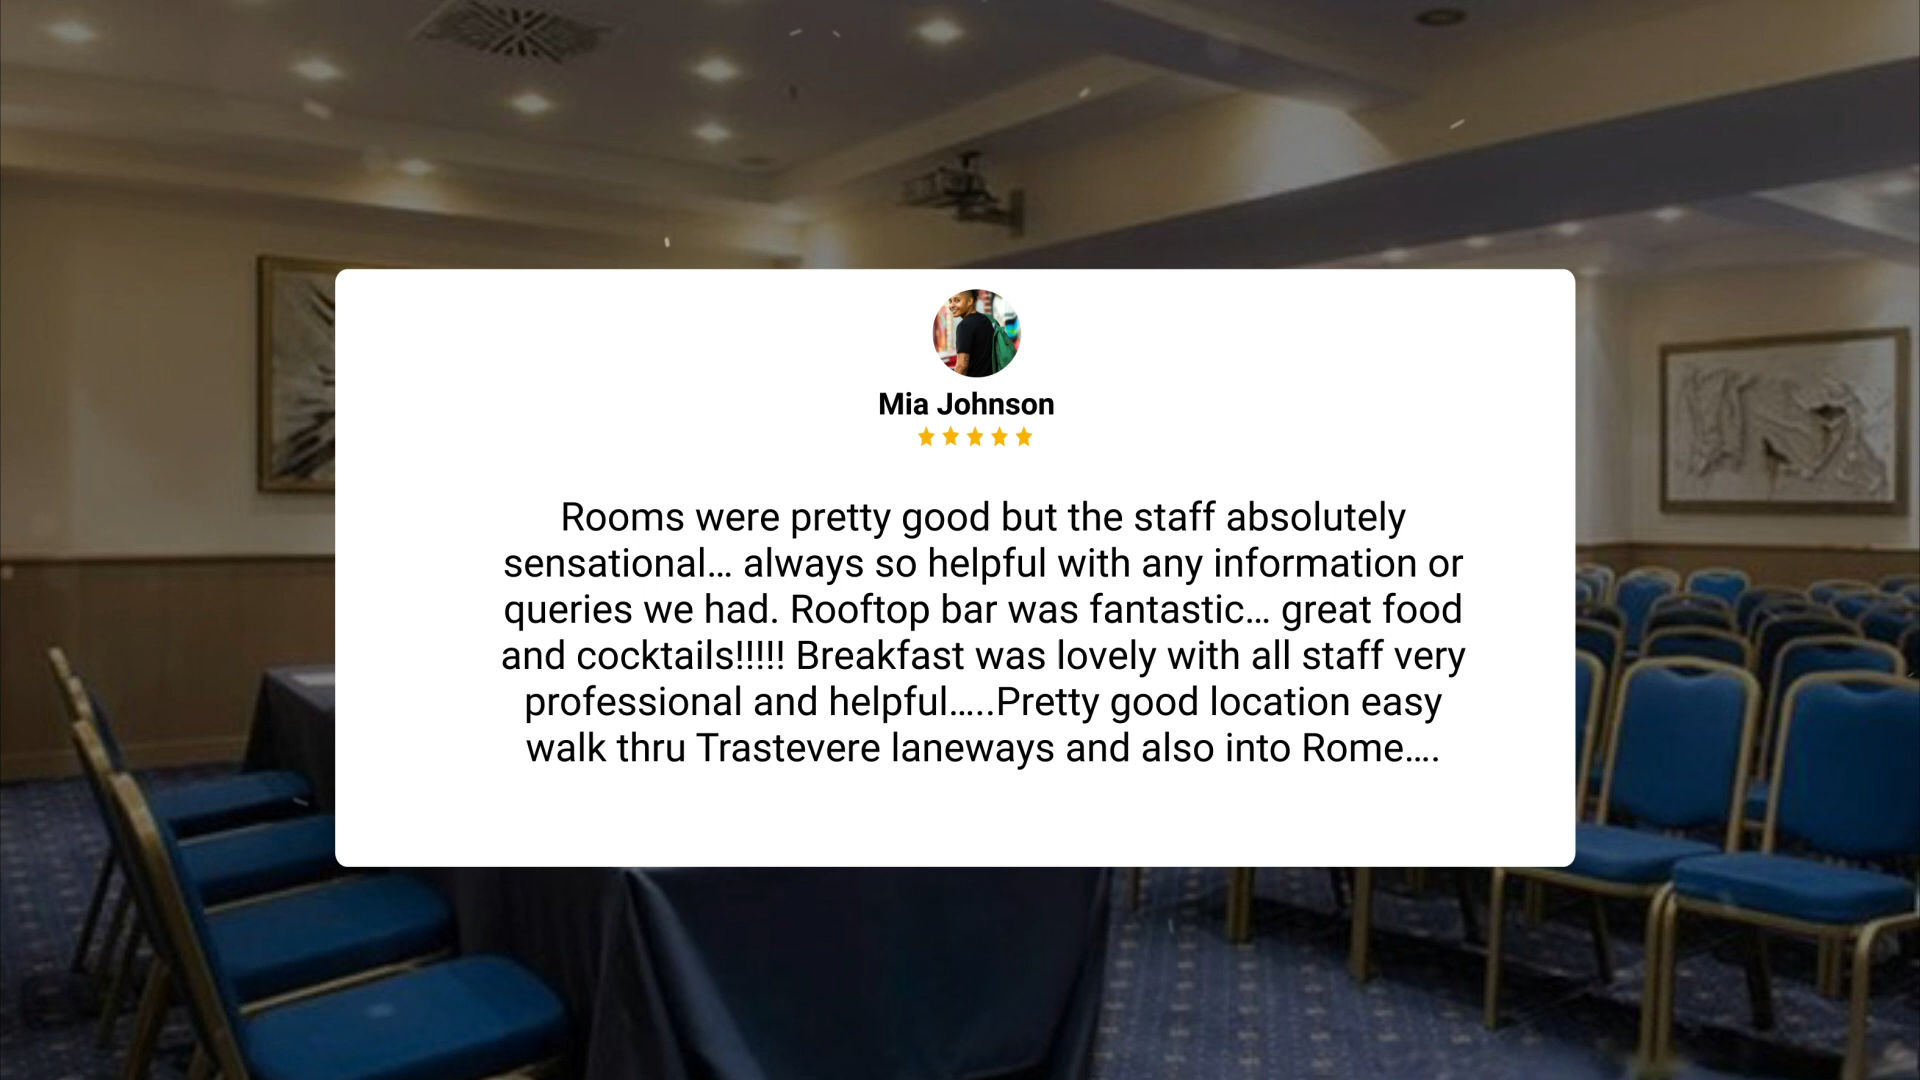 Mia Johnson
Rooms were pretty good but the staff absolutely
sensational... always so helpful with any information or
queries we had. Rooftop bar was fantastic... great food
and cocktails!!!!! Breakfast was lovely with all staff very
professional and helpful.....Pretty good location easy
walk thru Trastevere laneways and also into Rome....